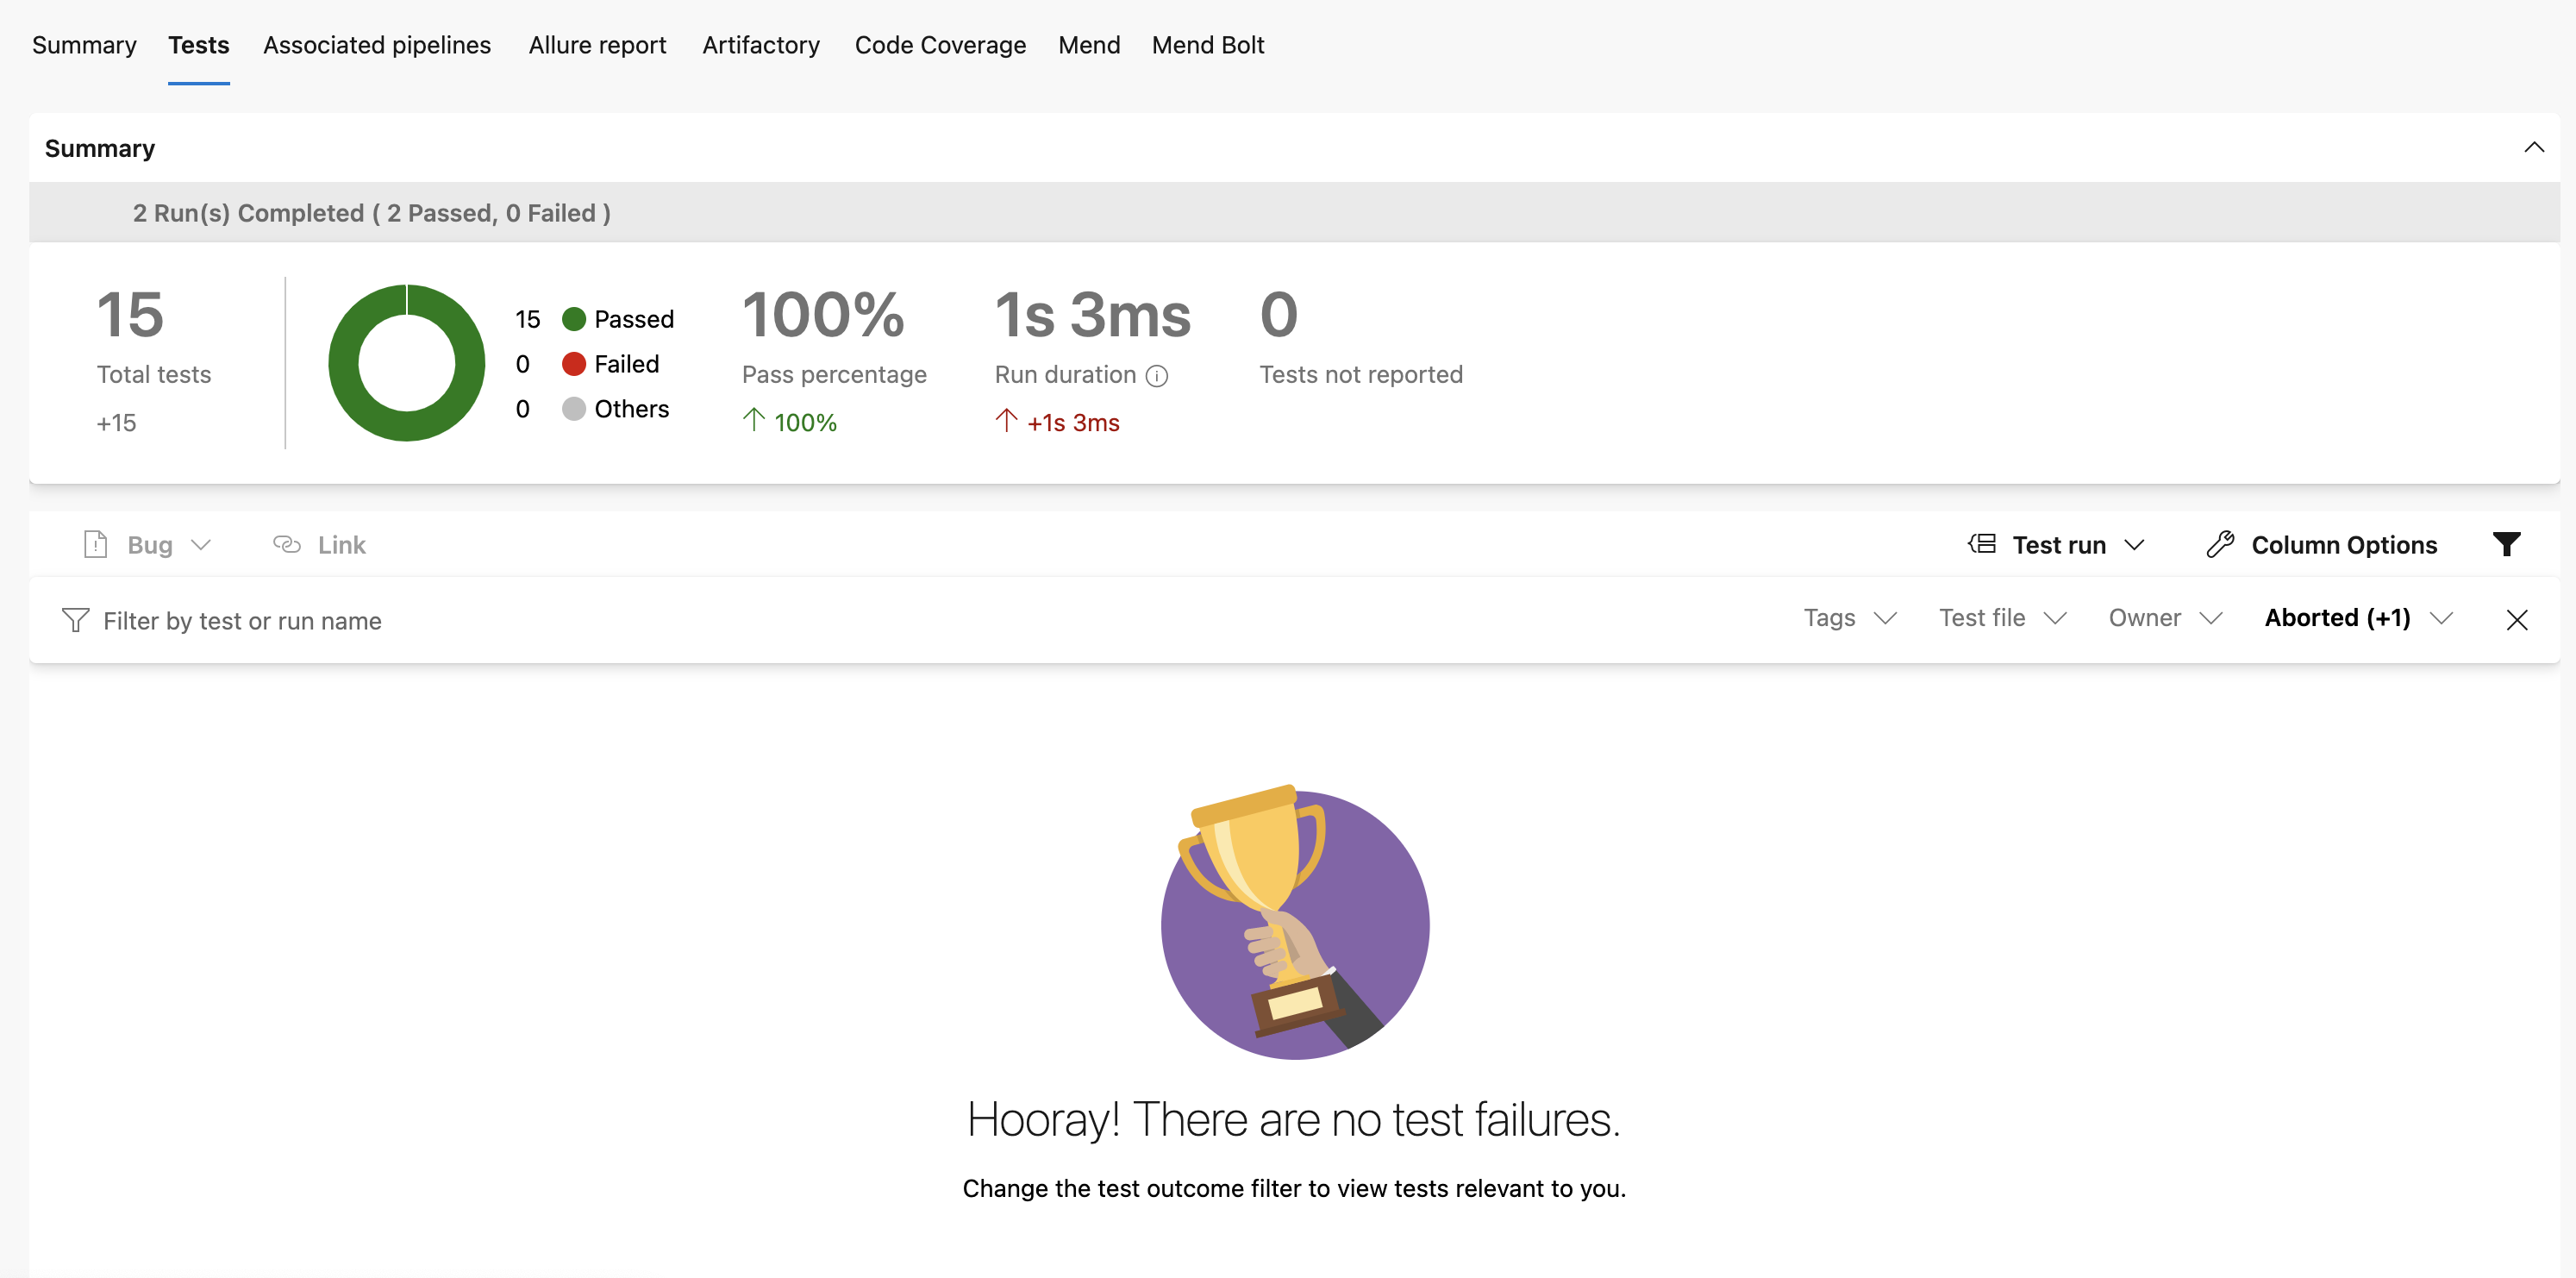 Summary Tests Associated pipelines Allure report Artifactory Code Coverage Mend Mend Bolt
Summary
2 Run(s) Completed ( 2 Passed, 0 Failed )
15
Total tests
+15
15 Passed
0 Failed
0 Others
100%
Pass percentage
100%
1s 3ms
Run duration
+1s 3ms
0
Tests not reported
Bug Link Test run Column Options
Filter by test or run name Tags Test file Owner Aborted (+1)
Hooray! There are no test failures.
Change the test outcome filter to view tests relevant to you.